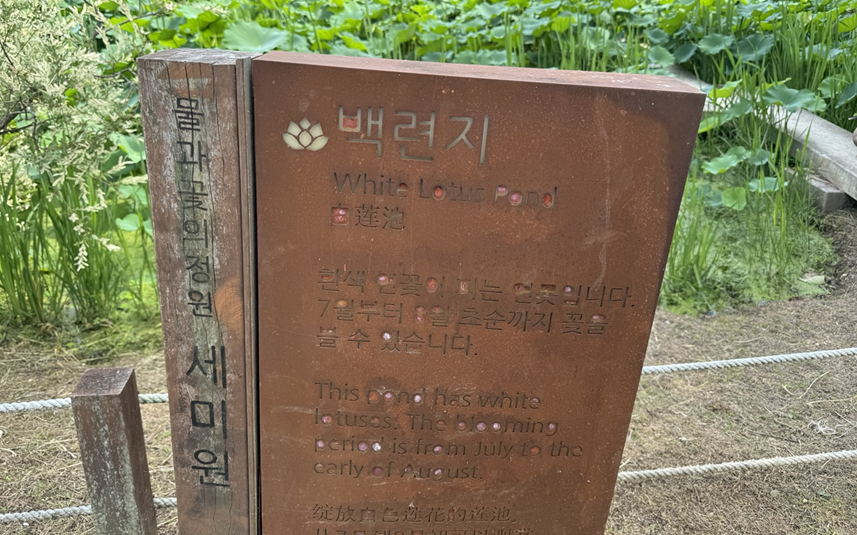 물과꽃의정원 세미원
백련지
White Lotus Pond
白莲池
흰색 연꽃이 피는 연못입니다.
7월부터 8월 초순까지 꽃을
볼 수 있습니다.
This pond has white
lotuses. The blooming
period is from July to the
early of August.
绽放白色莲花的莲池。